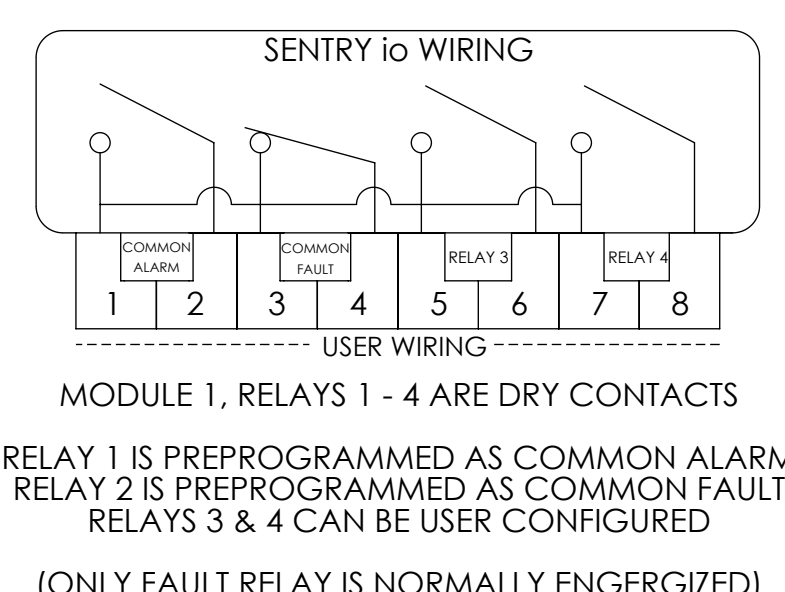 SENTRY io WIRING
COMMON
ALARM
COMMON
FAULT
RELAY 3
RELAY 4
1 2 3 4 5 6 7 8
USER WIRING
MODULE 1, RELAYS 1 - 4 ARE DRY CONTACTS
RELAY 1 IS PREPROGRAMMED AS COMMON ALARM
RELAY 2 IS PREPROGRAMMED AS COMMON FAULT
RELAYS 3 & 4 CAN BE USER CONFIGURED
(ONLY FAULT RELAY IS NORMALLY ENGERGIZED)